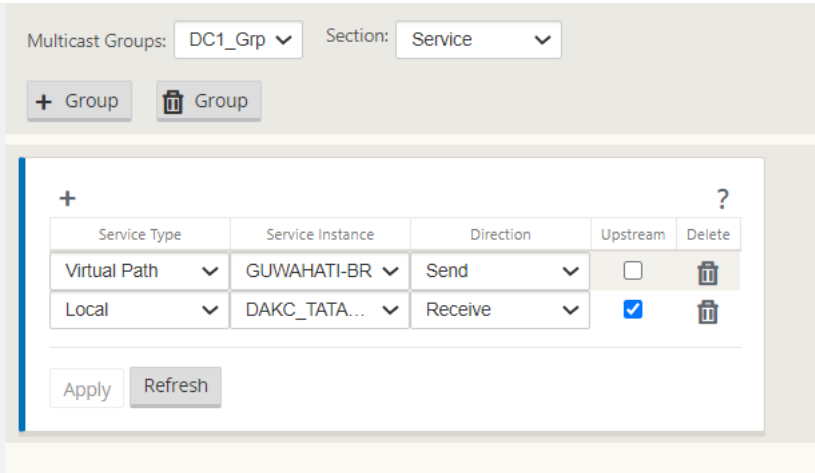 Multicast Groups: DC1_Grp Section: Service
+ Group Group
+ ?
Service Type Service Instance Direction Upstream Delete
Virtual Path GUWAHATI-BR Send
Local DAKC_TATA... Receive
Apply Refresh